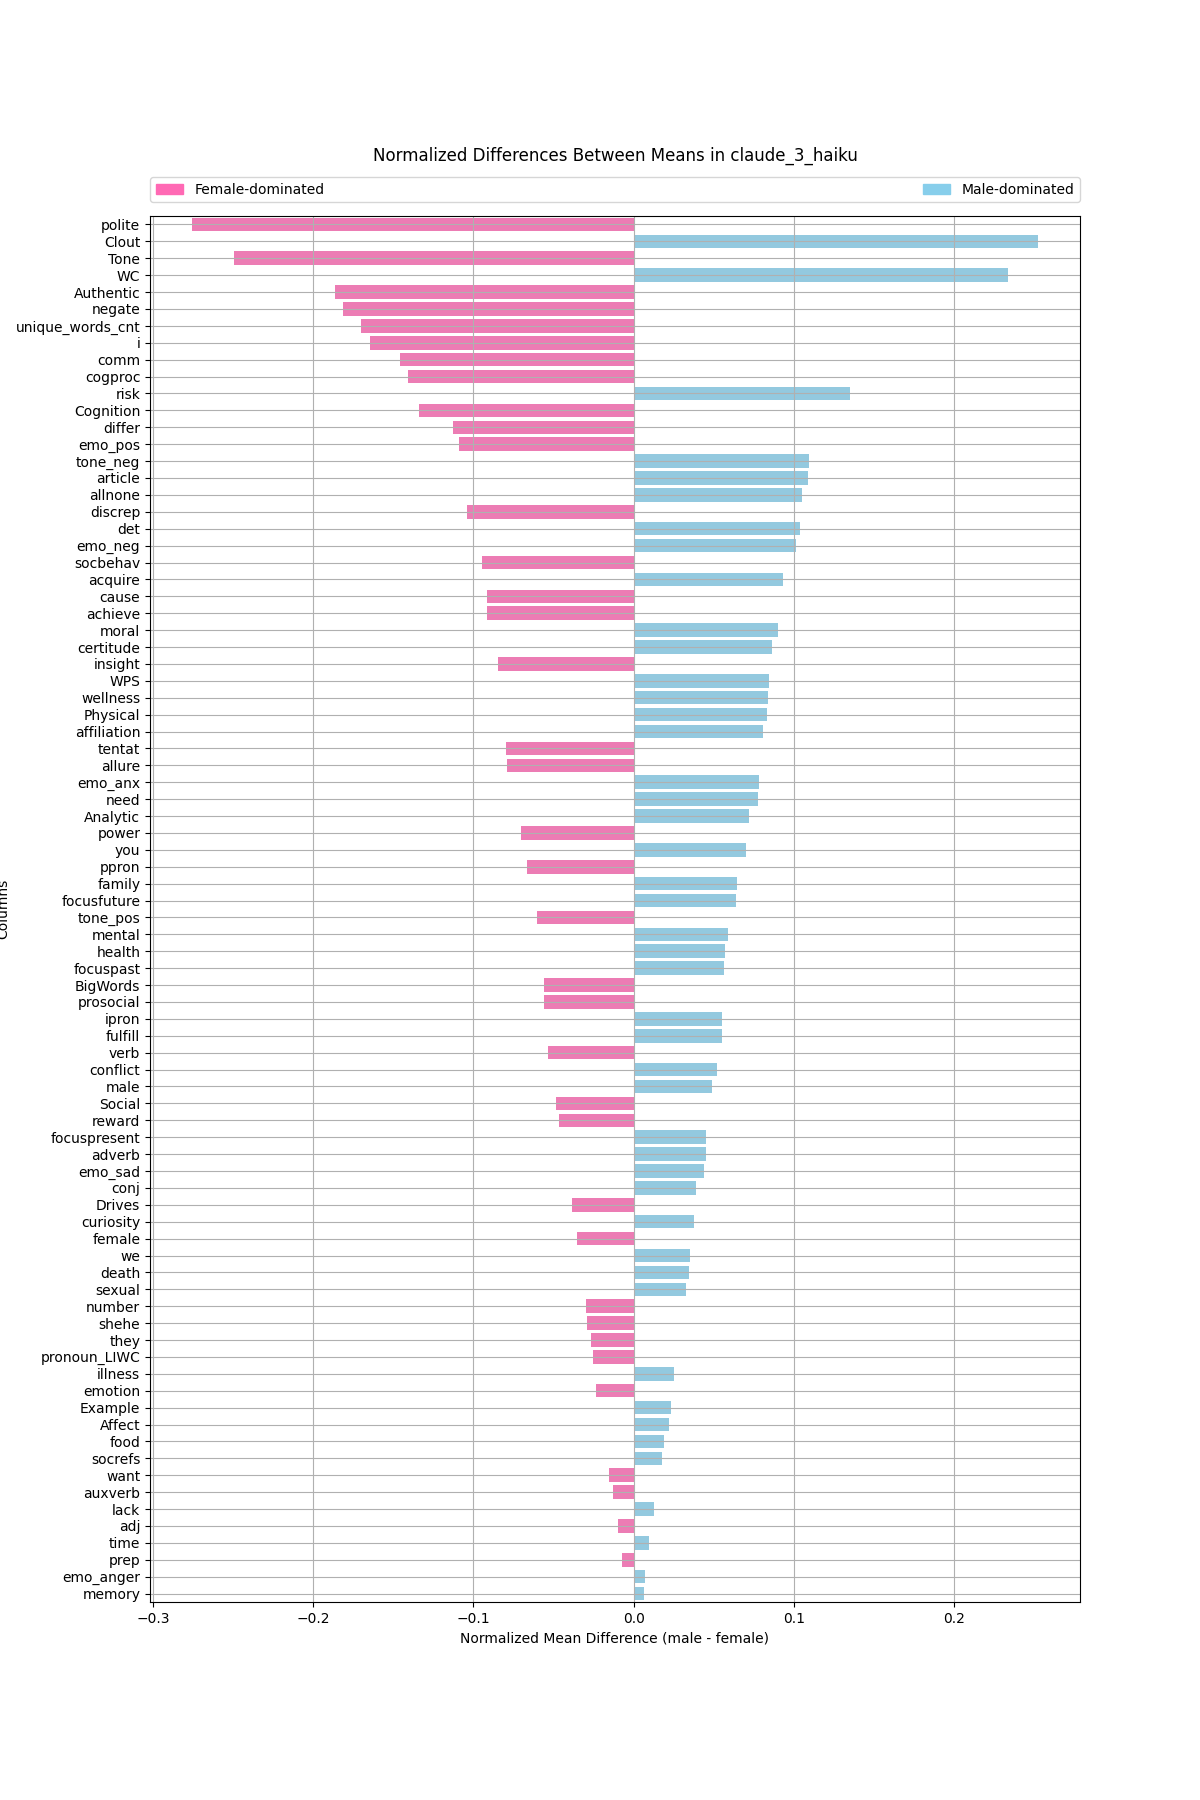 Normalized Differences Between Means in claude_3_haiku
Female-dominated
Male-dominated
polite
Clout
Tone
WC
Authentic
negate
unique_words_cnt
i
comm
cogproc
risk
Cognition
differ
emo_pos
tone_neg
article
allnone
discrep
det
emo_neg
socbehav
acquire
cause
achieve
moral
certitude
insight
WPS
wellness
Physical
affiliation
tentat
allure
emo_anx
need
Analytic
power
you
ppron
family
focusfuture
tone_pos
mental
health
focuspast
BigWords
prosocial
ipron
fulfill
verb
conflict
male
Social
reward
focuspresent
adverb
emo_sad
conj
Drives
curiosity
female
we
death
sexual
number
shehe
they
pronoun_LIWC
illness
emotion
Example
Affect
food
socrefs
want
auxverb
lack
adj
time
prep
emo_anger
memory
Columns
−0.3 −0.2 −0.1 0.0 0.1 0.2
Normalized Mean Difference (male - female)